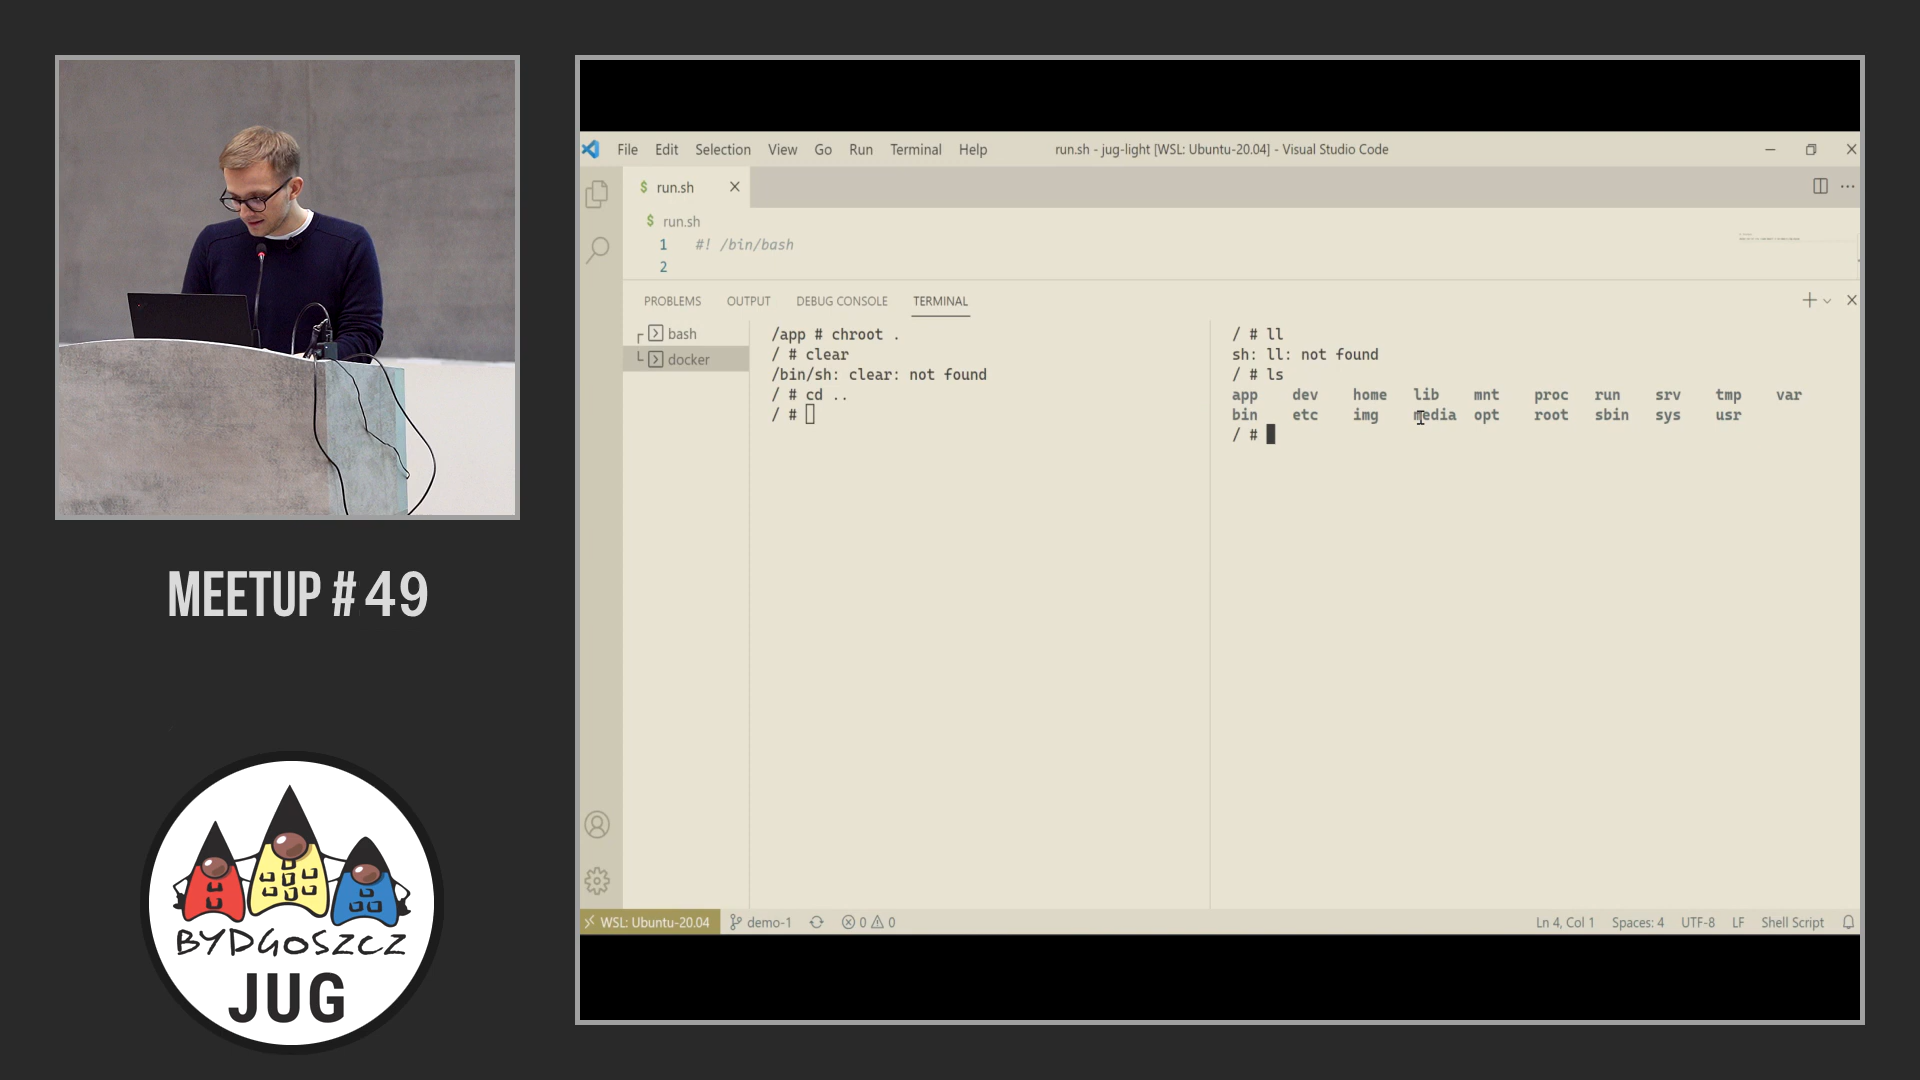 MEETUP # 49
BYDGOSZCZ
JUG
File Edit Selection View Go Run Terminal Help run.sh - jug-light [WSL: Ubuntu-20.04] - Visual Studio Code
$ run.sh
$ run.sh
1 #! /bin/bash
2
PROBLEMS OUTPUT DEBUG CONSOLE TERMINAL
bash
docker
/app # chroot .
/ # clear
/bin/sh: clear: not found
/ # cd ..
/ #
/ # ll
sh: ll: not found
/ # ls
app dev home lib mnt proc run srv tmp var
bin etc img media opt root sbin sys usr
/ #
WSL: Ubuntu-20.04 demo-1 0 0 Ln 4, Col 1 Spaces: 4 UTF-8 LF Shell Script